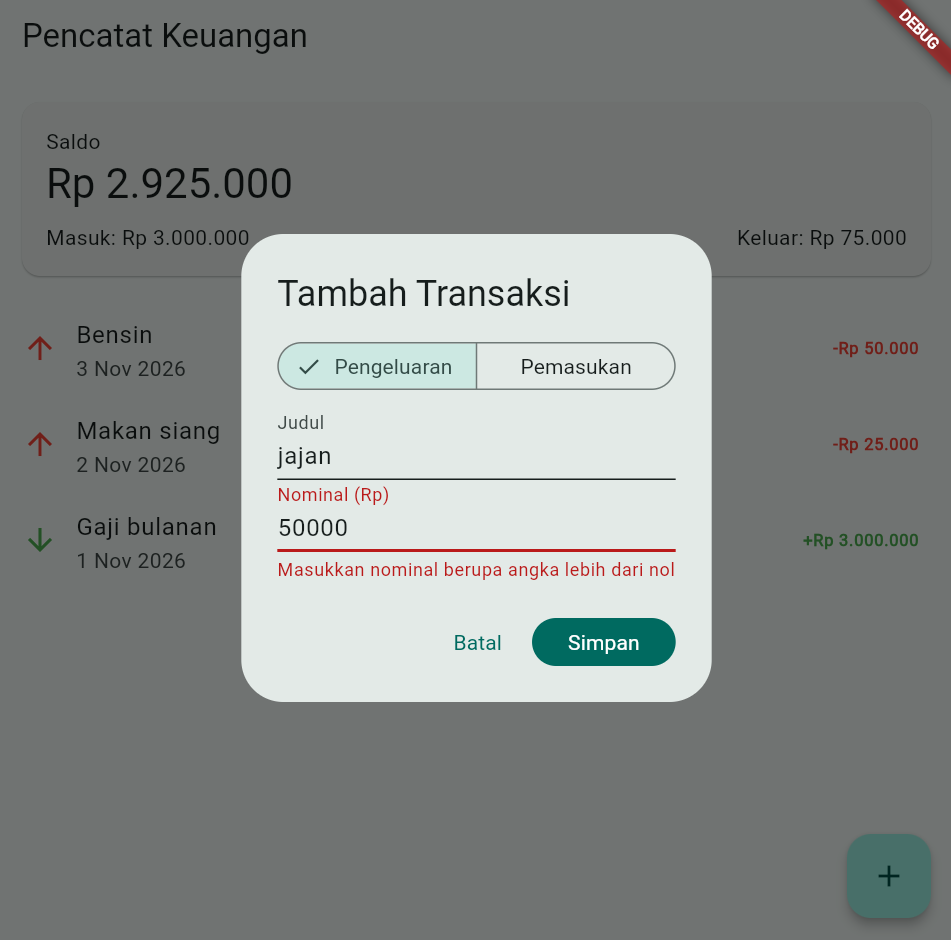 Pencatat Keuangan
DEBUG
Saldo
Rp 2.925.000
Masuk: Rp 3.000.000
Keluar: Rp 75.000
Tambah Transaksi
Pengeluaran
Pemasukan
Judul
jajan
Nominal (Rp)
50000
Masukkan nominal berupa angka lebih dari nol
Batal
Simpan
Bensin
-Rp 50.000
3 Nov 2026
Makan siang
-Rp 25.000
2 Nov 2026
Gaji bulanan
+Rp 3.000.000
1 Nov 2026
+